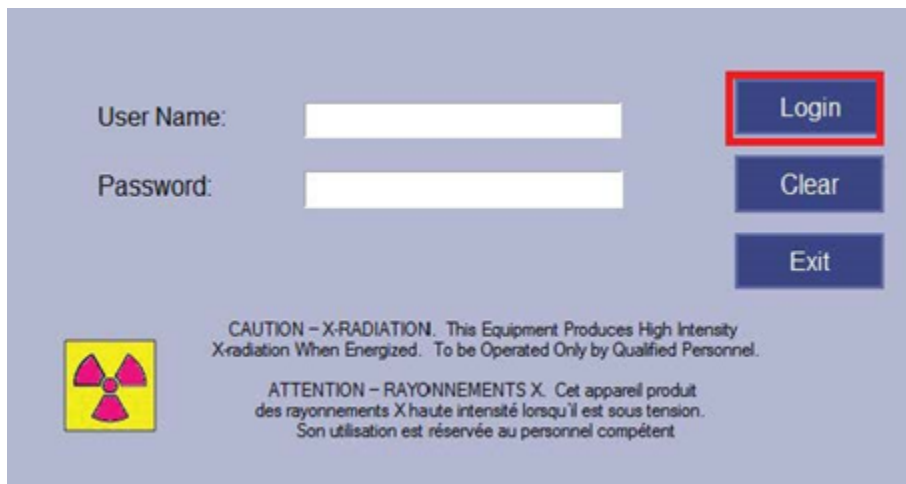 User Name:
Login
Password:
Clear
Exit
CAUTION – X-RADIATION. This Equipment Produces High Intensity
X-radiation When Energized. To be Operated Only by Qualified Personnel.
ATTENTION – RAYONNEMENTS X. Cet appareil produit
des rayonnements X haute intensité lorsqu'il est sous tension.
Son utilisation est réservée au personnel compétent